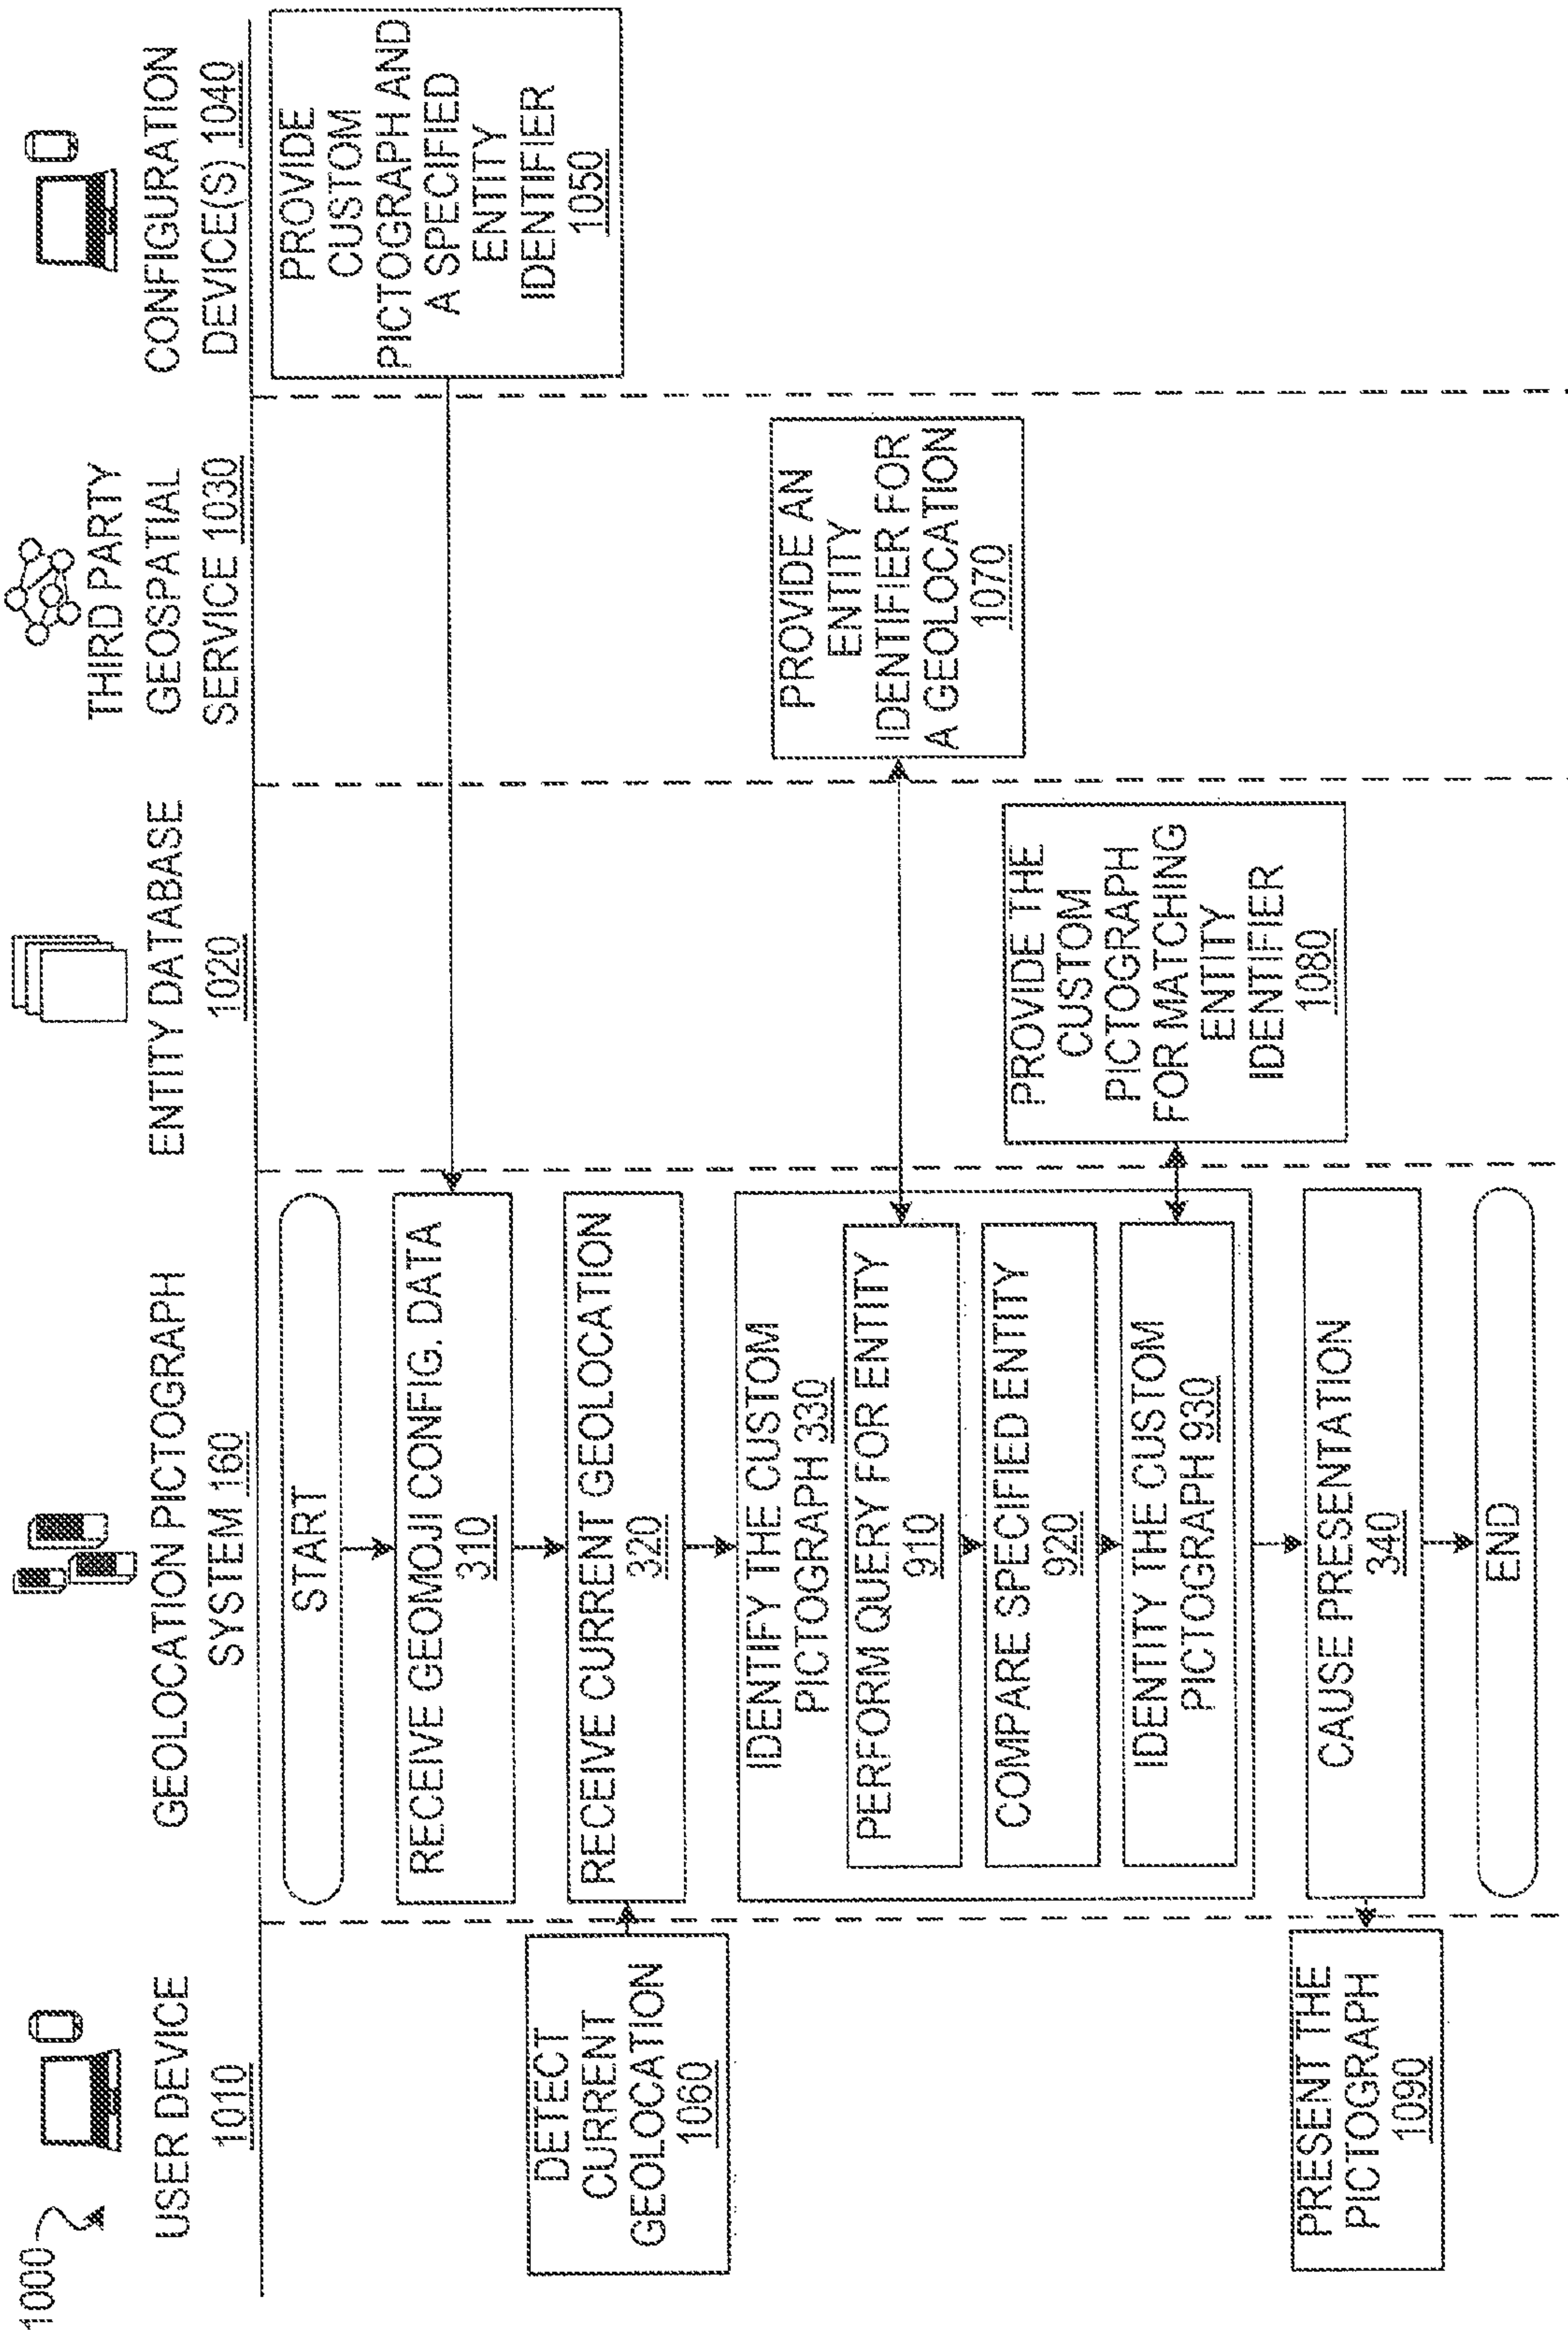 1000
USER DEVICE
1010
GEOLOCATION PICTOGRAPH
SYSTEM 160
ENTITY DATABASE
1020
THIRD PARTY
GEOSPATIAL
SERVICE 1030
CONFIGURATION
DEVICE(S) 1040
START
PROVIDE
CUSTOM
PICTOGRAPH AND
A SPECIFIED
ENTITY
IDENTIFIER
1050
RECEIVE GEOMOJI CONFIG. DATA
310
DETECT
CURRENT
GEOLOCATION
1060
RECEIVE CURRENT GEOLOCATION
320
IDENTIFY THE CUSTOM
PICTOGRAPH 330
PERFORM QUERY FOR ENTITY
910
PROVIDE AN
ENTITY
IDENTIFIER FOR
A GEOLOCATION
1070
COMPARE SPECIFIED ENTITY
920
IDENTITY THE CUSTOM
PICTOGRAPH 930
PROVIDE THE
CUSTOM
PICTOGRAPH
FOR MATCHING
ENTITY
IDENTIFIER
1080
CAUSE PRESENTATION
340
PRESENT THE
PICTOGRAPH
1090
END